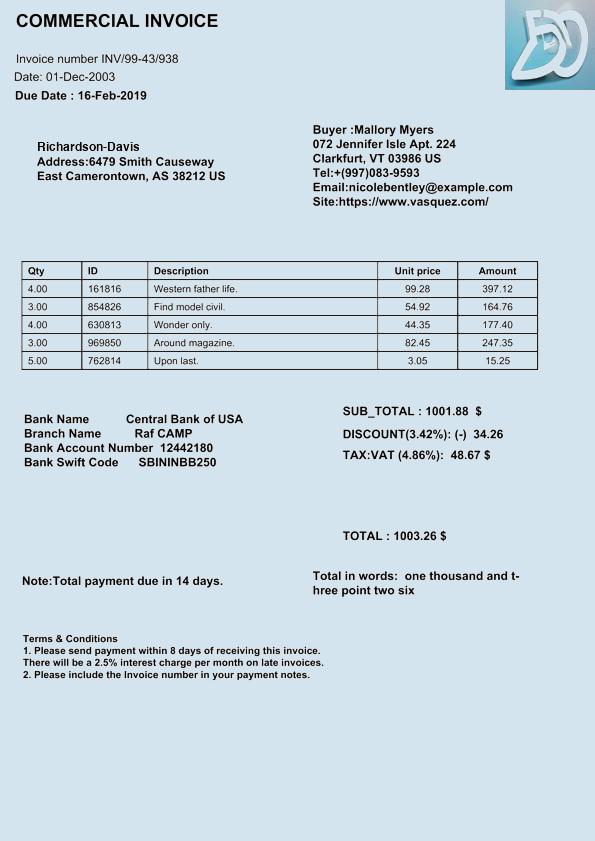 COMMERCIAL INVOICE
Invoice number INV/99-43/938
Date: 01-Dec-2003
Due Date : 16-Feb-2019
Richardson-Davis
Address:6479 Smith Causeway
East Camerontown, AS 38212 US
Buyer :Mallory Myers
072 Jennifer Isle Apt. 224
Clarkfurt, VT 03986 US
Tel:+(997)083-9593
Email:nicolebentley@example.com
Site:https://www.vasquez.com/
Qty ID Description Unit price Amount
4.00 161816 Western father life. 99.28 397.12
3.00 854826 Find model civil. 54.92 164.76
4.00 630813 Wonder only. 44.35 177.40
3.00 969850 Around magazine. 82.45 247.35
5.00 762814 Upon last. 3.05 15.25
Bank Name Central Bank of USA
Branch Name Raf CAMP
Bank Account Number 12442180
Bank Swift Code SBININBB250
SUB_TOTAL : 1001.88 $
DISCOUNT(3.42%): (-) 34.26
TAX:VAT (4.86%): 48.67 $
TOTAL : 1003.26 $
Note:Total payment due in 14 days.
Total in words: one thousand and t-
hree point two six
Terms & Conditions
1. Please send payment within 8 days of receiving this invoice.
There will be a 2.5% interest charge per month on late invoices.
2. Please include the Invoice number in your payment notes.